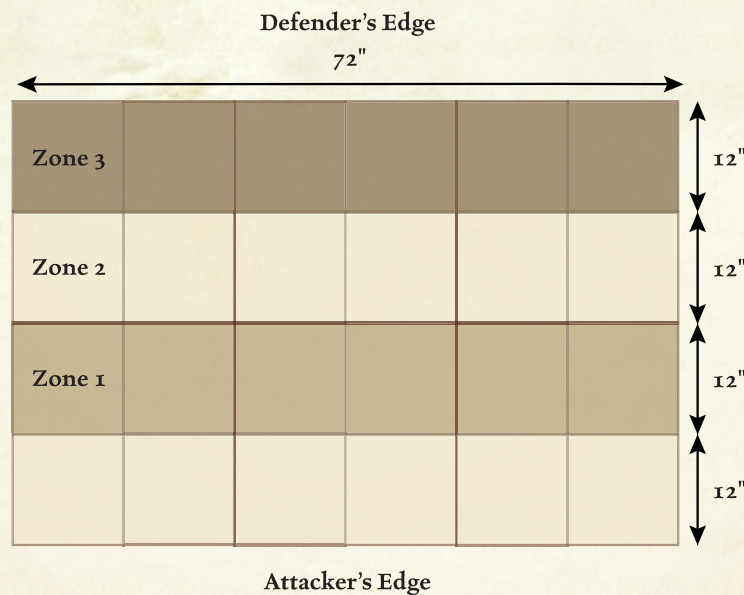 Defender's Edge
72"
Zone 3
12"
Zone 2
12"
Zone 1
12"
12"
Attacker's Edge